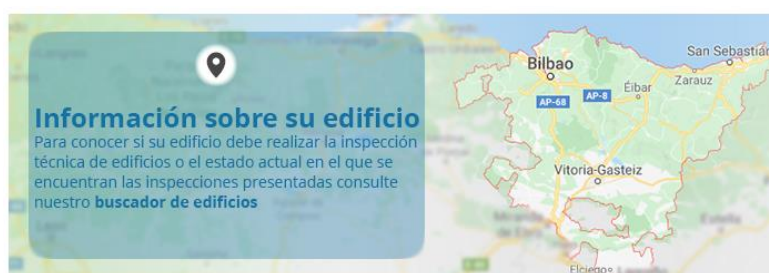 Información sobre su edificio
Para conocer si su edificio debe realizar la inspección
técnica de edificios o el estado actual en el que se
encuentran las inspecciones presentadas consulte
nuestro buscador de edificios
Bilbao
San Sebastián
Zarauz
Éibar
AP-68
AP-8
Vitoria-Gasteiz
Elciegos